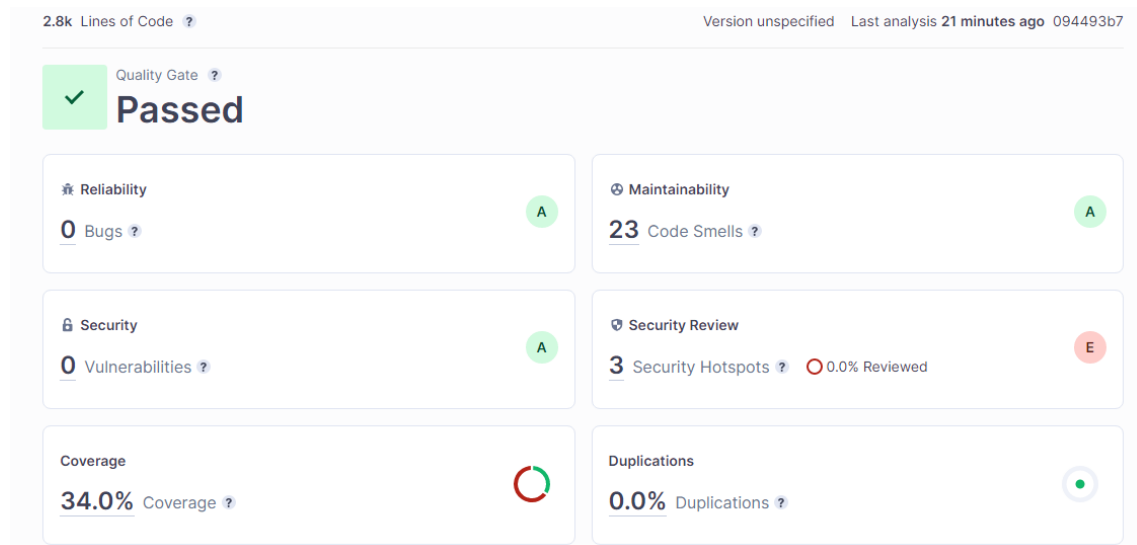 2.8k Lines of Code ? Version unspecified Last analysis 21 minutes ago 094493b7
Quality Gate ?
Passed
Reliability
0 Bugs ?
A
Maintainability
23 Code Smells ?
A
Security
0 Vulnerabilities ?
A
Security Review
3 Security Hotspots ? 0.0% Reviewed
E
Coverage
34.0% Coverage ?
Duplications
0.0% Duplications ?